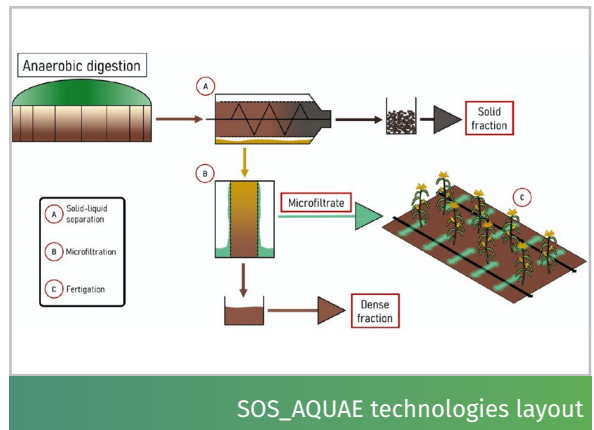 Anaerobic digestion
A
Solid
fraction
B
Microfiltrate
C
A
Solid-liquid
separation
B
Microfiltration
C
Fertigation
Dense
fraction
SOS_AQUAE technologies layout